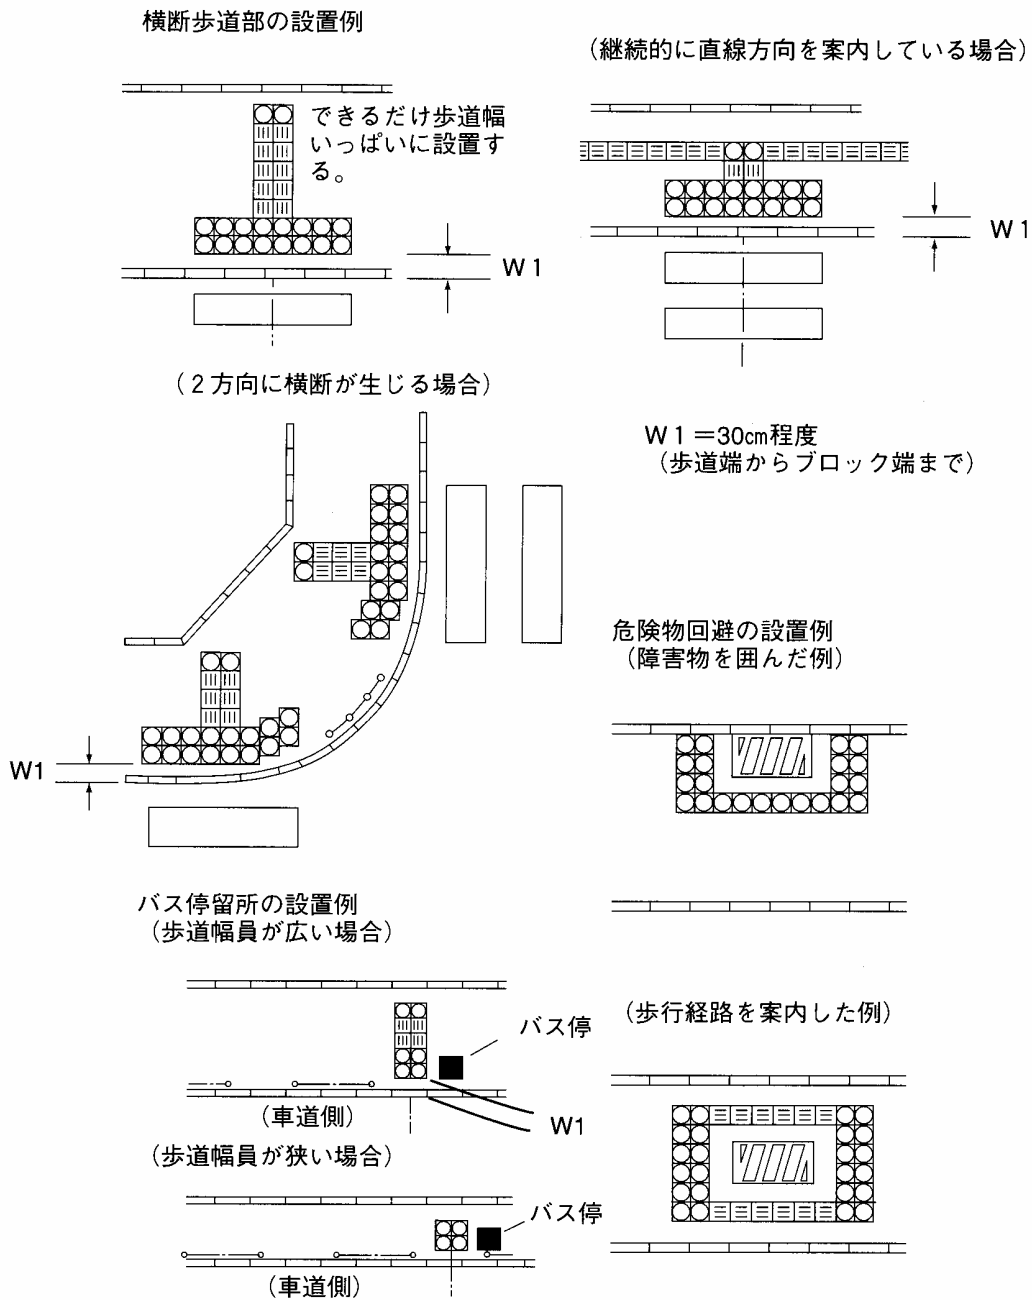 横断歩道部の設置例
(継続的に直線方向を案内している場合)
できるだけ歩道幅
いっぱいに設置す
る。
W1
W1
(2方向に横断が生じる場合)
W1=30㎝程度
(歩道端からブロック端まで)
危険物回避の設置例
(障害物を囲んだ例)
W1
バス停留所の設置例
(歩道幅員が広い場合)
バス停
(歩行経路を案内した例)
(車道側)
W1
(歩道幅員が狭い場合)
バス停
(車道側)